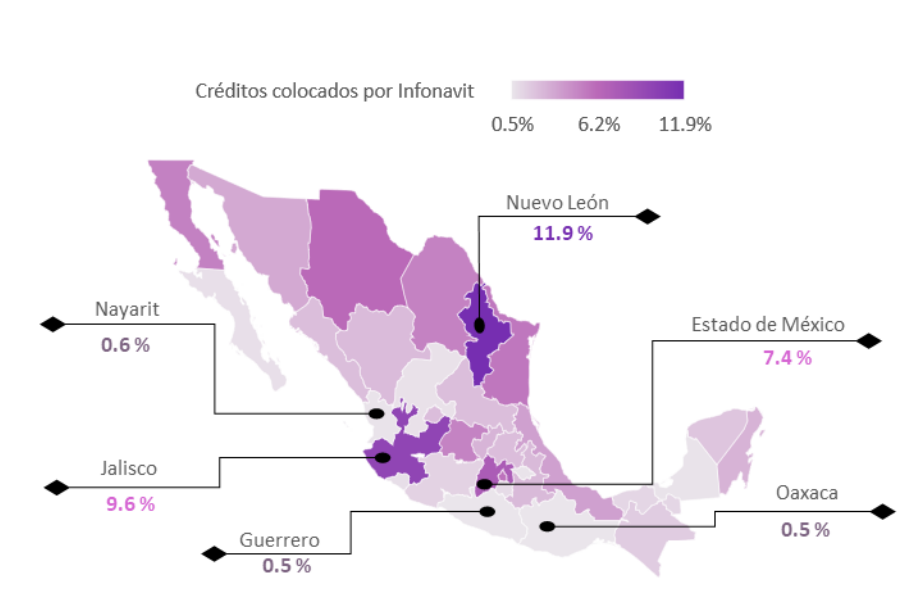 Créditos colocados por Infonavit
0.5% 6.2% 11.9%
Nuevo León
11.9 %
Nayarit
0.6 %
Estado de México
7.4 %
Jalisco
9.6 %
Oaxaca
0.5 %
Guerrero
0.5 %